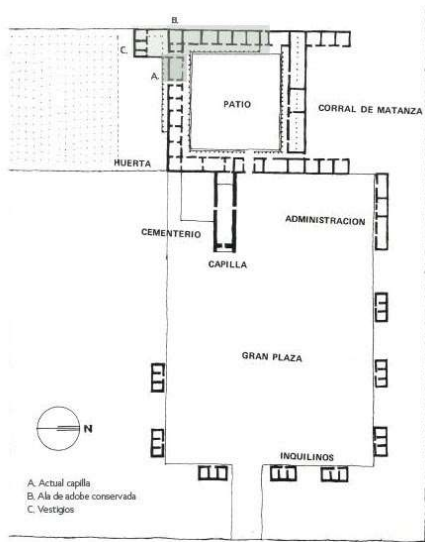 B.
C.
A.
PATIO
CORRAL DE MATANZA
HUERTA
CEMENTERIO
ADMINISTRACION
CAPILLA
GRAN PLAZA
N
INQUILINOS
A. Actual capilla
B. Ala de adobe conservada
C. Vestigios